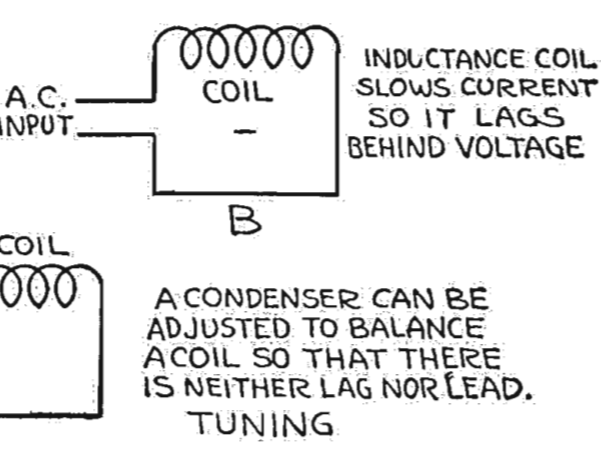 INDUCTANCE COIL
SLOWS CURRENT
SO IT LAGS
BEHIND VOLTAGE
A.C.
INPUT
COIL
B
COIL
A CONDENSER CAN BE
ADJUSTED TO BALANCE
A COIL SO THAT THERE
IS NEITHER LAG NOR LEAD.
TUNING